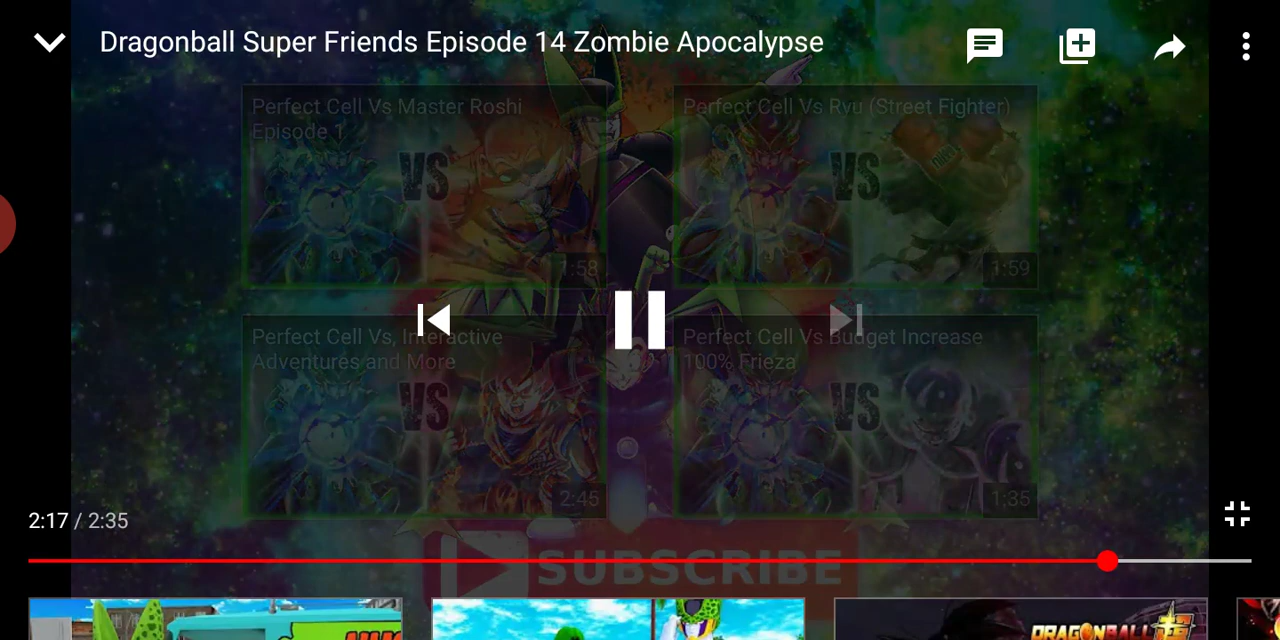 Dragonball Super Friends Episode 14 Zombie Apocalypse
Perfect Cell Vs Master Roshi
Episode 1
VS
1:58
Perfect Cell Vs Ryu (Street Fighter)
VS
1:59
Perfect Cell Vs, Interactive
Adventures and More
VS
2:45
Perfect Cell Vs Budget Increase
100% Frieza
VS
1:35
2:17 / 2:35
SUBSCRIBE
DRAGONBALL